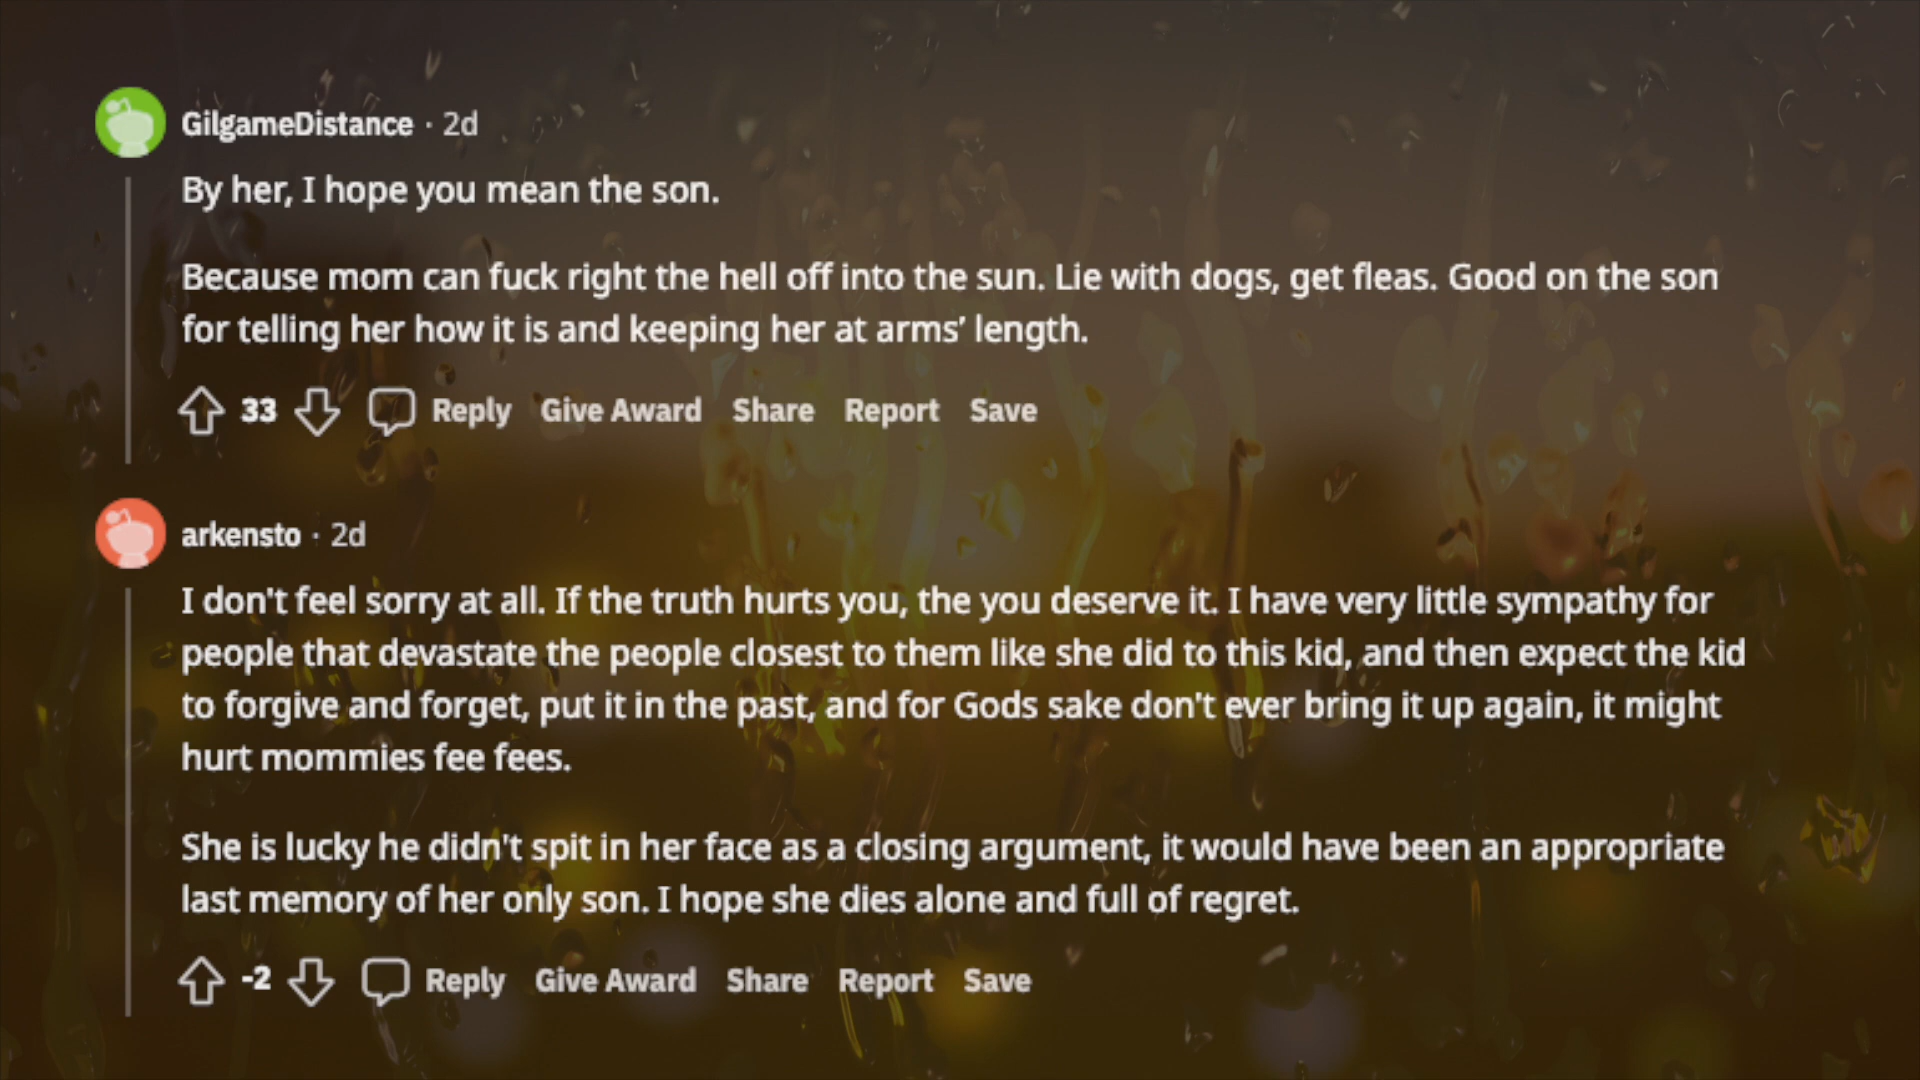 GilgameDistance · 2d
By her, I hope you mean the son.
Because mom can fuck right the hell off into the sun. Lie with dogs, get fleas. Good on the son
for telling her how it is and keeping her at arms’ length.
33 Reply Give Award Share Report Save
arkensto · 2d
I don't feel sorry at all. If the truth hurts you, the you deserve it. I have very little sympathy for
people that devastate the people closest to them like she did to this kid, and then expect the kid
to forgive and forget, put it in the past, and for Gods sake don't ever bring it up again, it might
hurt mommies fee fees.
She is lucky he didn't spit in her face as a closing argument, it would have been an appropriate
last memory of her only son. I hope she dies alone and full of regret.
-2 Reply Give Award Share Report Save